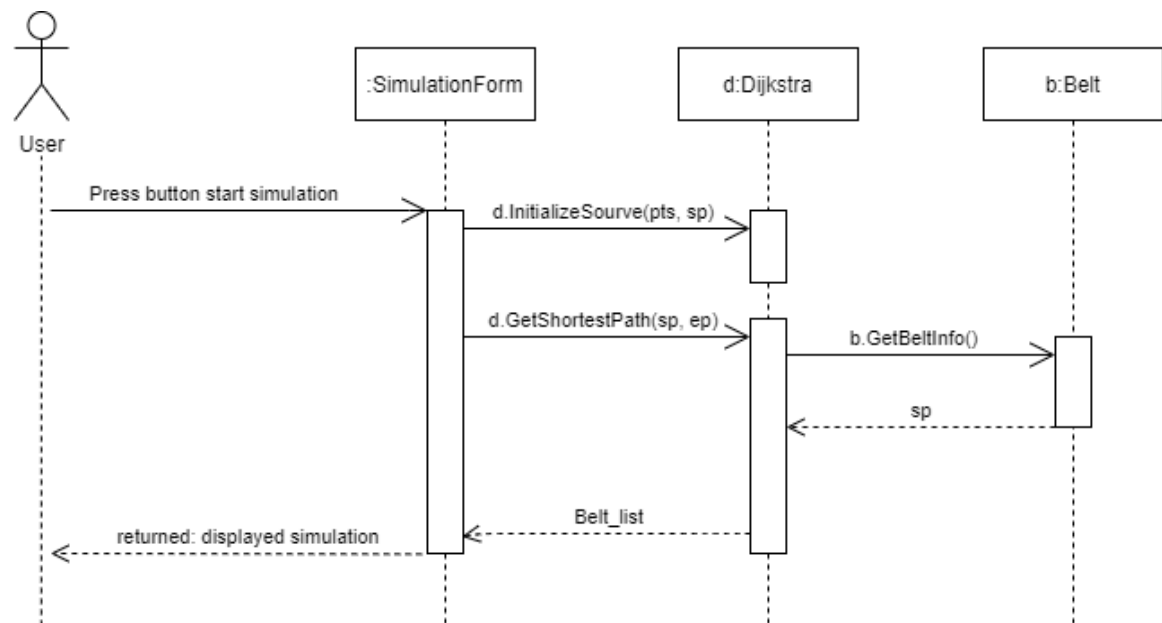 :SimulationForm
d:Dijkstra
b:Belt
User
Press button start simulation
d.InitializeSourve(pts, sp)
d.GetShortestPath(sp, ep)
b.GetBeltInfo()
sp
Belt_list
returned: displayed simulation